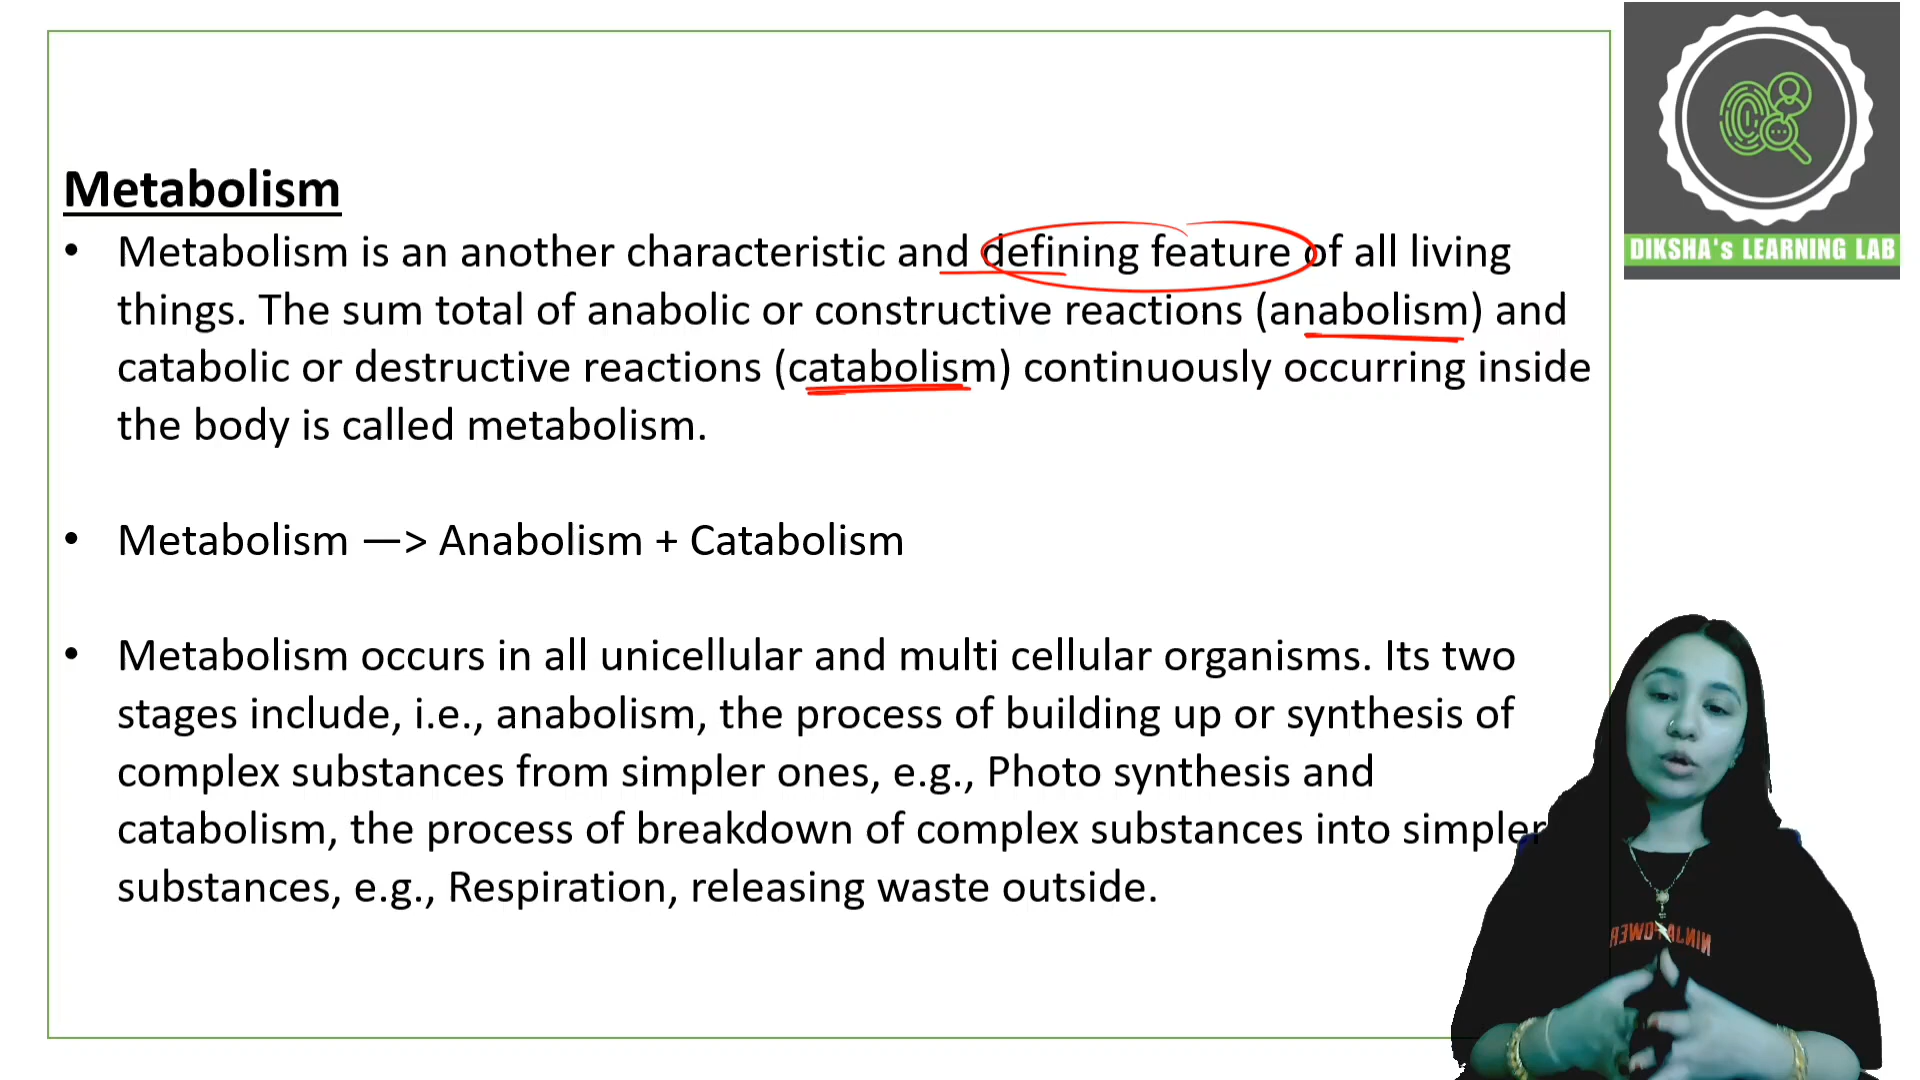 Metabolism
• Metabolism is an another characteristic and defining feature of all living
things. The sum total of anabolic or constructive reactions (anabolism) and
catabolic or destructive reactions (catabolism) continuously occurring inside
the body is called metabolism.
• Metabolism —> Anabolism + Catabolism
• Metabolism occurs in all unicellular and multi cellular organisms. Its two
stages include, i.e., anabolism, the process of building up or synthesis of
complex substances from simpler ones, e.g., Photo synthesis and
catabolism, the process of breakdown of complex substances into simpler
substances, e.g., Respiration, releasing waste outside.
DIKSHA's LEARNING LAB
NINJA POWER